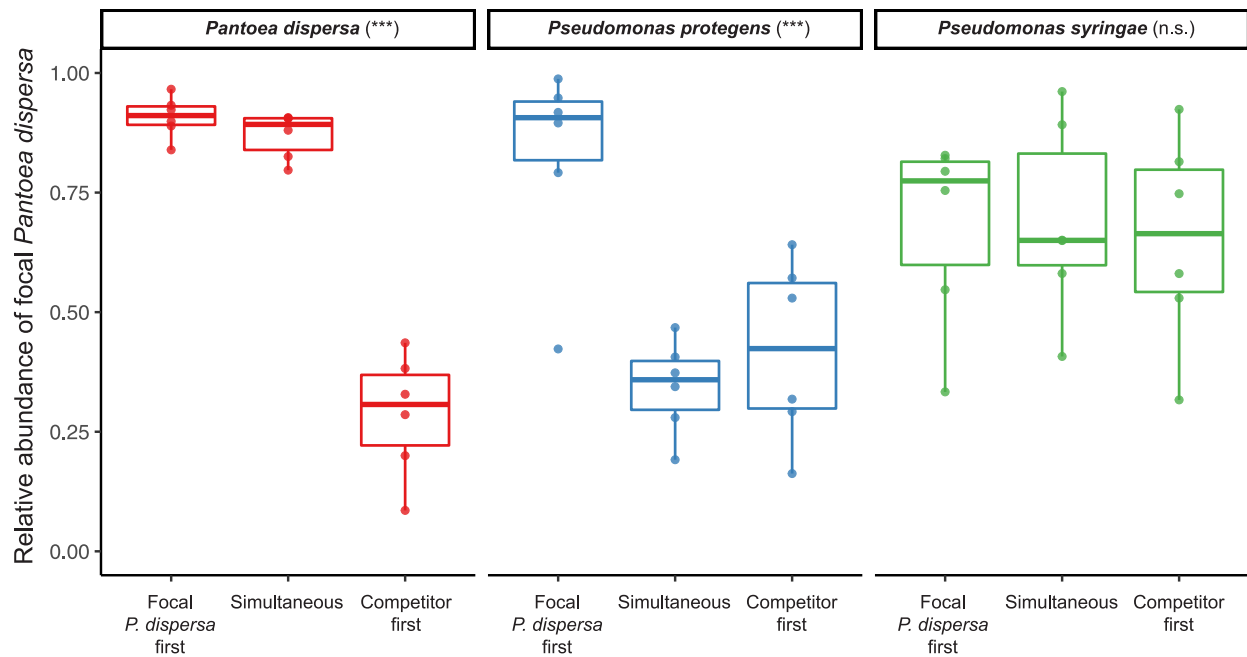 Pantoea dispersa (***)
Pseudomonas protegens (***)
Pseudomonas syringae (n.s.)
Relative abundance of focal Pantoea dispersa
1.00
0.75
0.50
0.25
0.00
Focal
P. dispersa
first
Simultaneous
Competitor
first
Focal
P. dispersa
first
Simultaneous
Competitor
first
Focal
P. dispersa
first
Simultaneous
Competitor
first